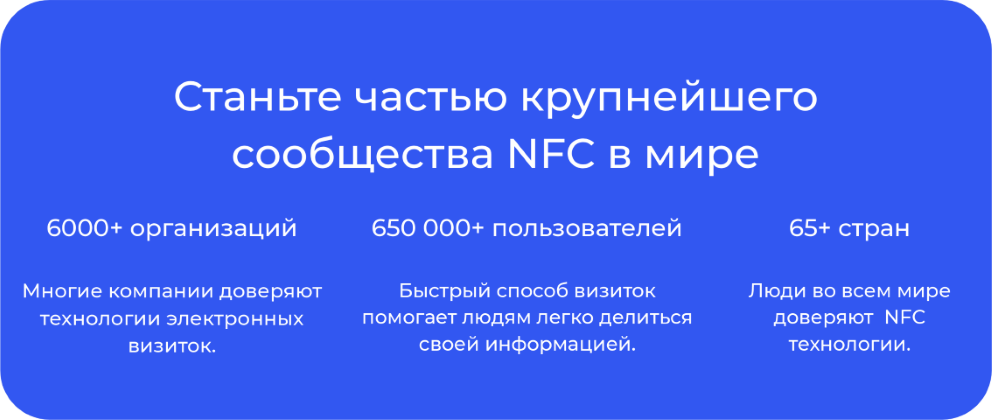 Станьте частью крупнейшего
сообщества NFC в мире
6000+ организаций
Многие компании доверяют
технологии электронных
визиток.
650 000+ пользователей
Быстрый способ визиток
помогает людям легко делиться
своей информацией.
65+ стран
Люди во всем мире
доверяют  NFC
технологии.